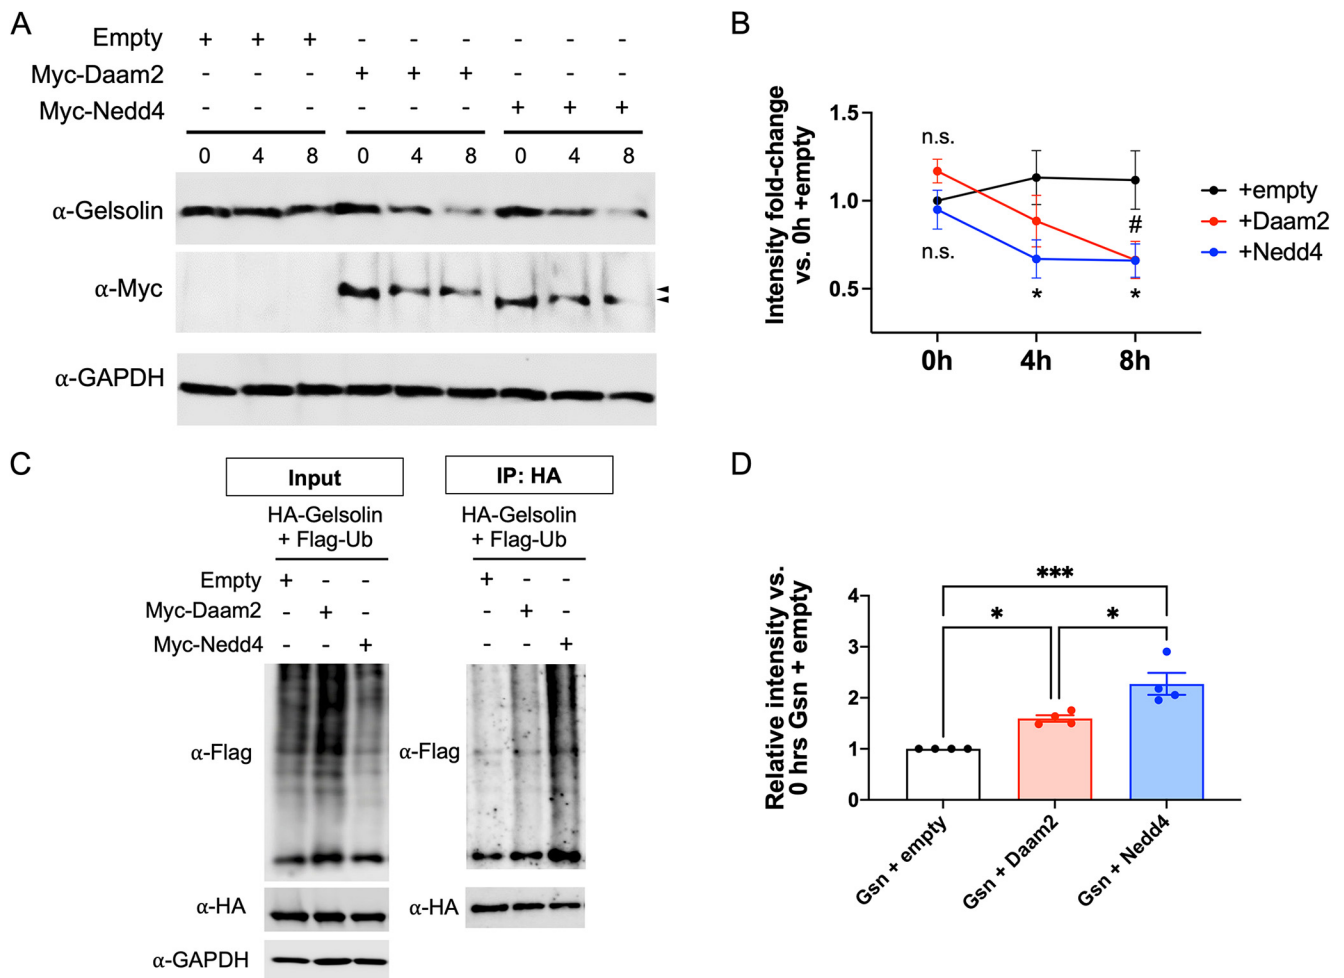 A
Empty + + + - - - - - -
Myc-Daam2 - - - + + + - - -
Myc-Nedd4 - - - - - - + + +
0 4 8 0 4 8 0 4 8
α-Gelsolin
α-Myc
α-GAPDH
B
Intensity fold-change
vs. 0h +empty
1.5
1.0
0.5
n.s.
n.s.
#
* *
0h 4h 8h
+empty
+Daam2
+Nedd4
C
Input
HA-Gelsolin
+ Flag-Ub
IP: HA
HA-Gelsolin
+ Flag-Ub
Empty + - - + - -
Myc-Daam2 - + - - + -
Myc-Nedd4 - - + - - +
α-Flag
α-Flag
α-HA
α-HA
α-GAPDH
D
Relative intensity vs.
0 hrs Gsn + empty
4
3
2
1
0
***
* *
Gsn + empty
Gsn + Daam2
Gsn + Nedd4